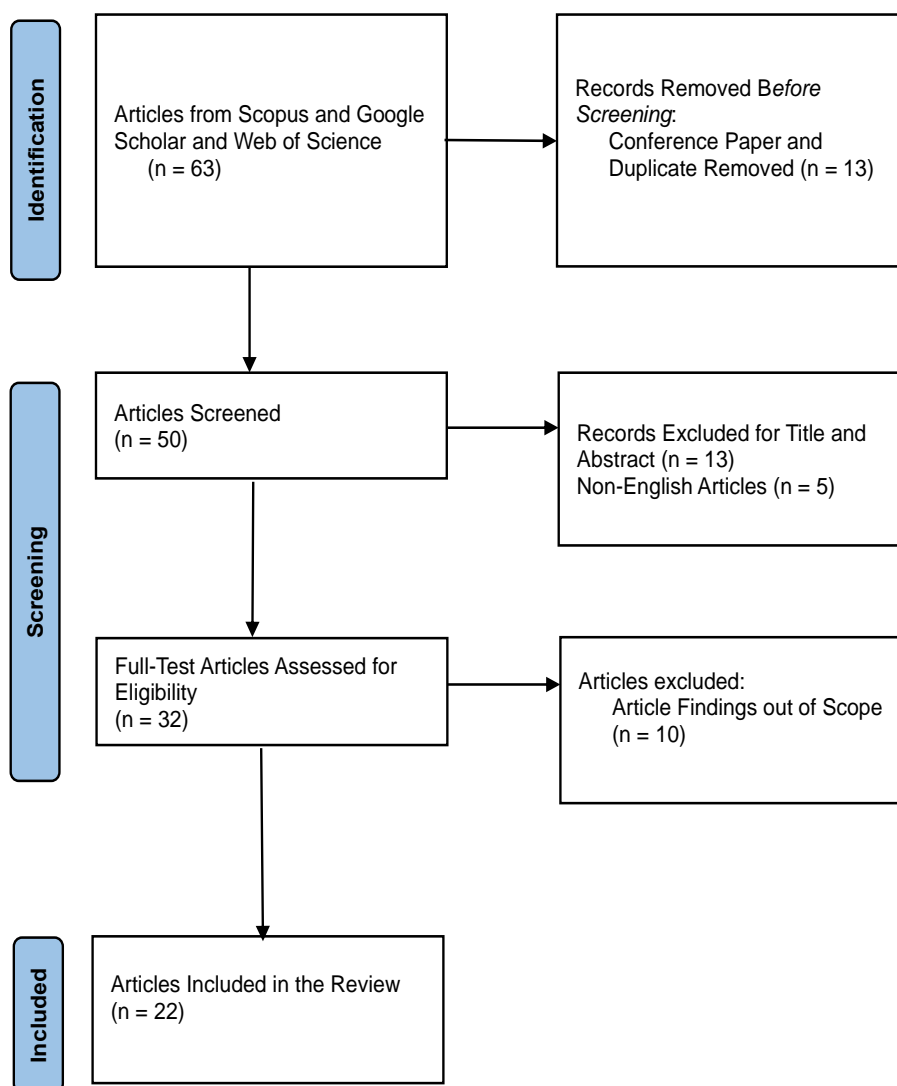 Identification
Articles from Scopus and Google
Scholar and Web of Science
(n = 63)
Records Removed Before
Screening:
Conference Paper and
Duplicate Removed (n = 13)
Screening
Articles Screened
(n = 50)
Records Excluded for Title and
Abstract (n = 13)
Non-English Articles (n = 5)
Full-Test Articles Assessed for
Eligibility
(n = 32)
Articles excluded:
Article Findings out of Scope
(n = 10)
Included
Articles Included in the Review
(n = 22)